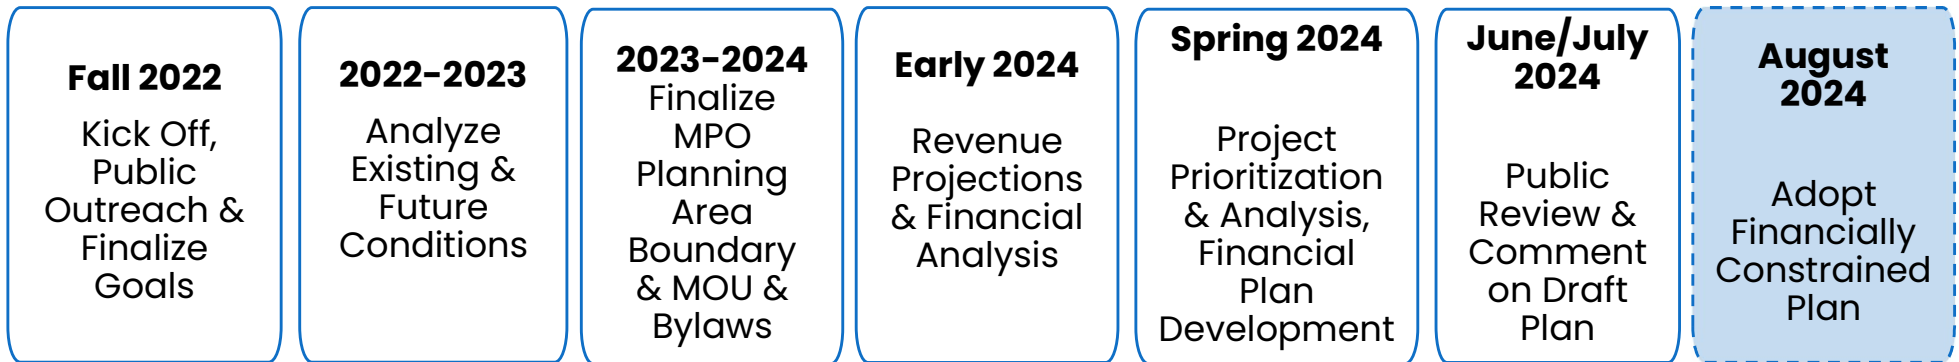 Fall 2022
Kick Off,
Public
Outreach &
Finalize
Goals
2022-2023
Analyze
Existing &
Future
Conditions
2023-2024
Finalize
MPO
Planning
Area
Boundary
& MOU &
Bylaws
Early 2024
Revenue
Projections
& Financial
Analysis
Spring 2024
Project
Prioritization
& Analysis,
Financial
Plan
Development
June/July
2024
Public
Review &
Comment
on Draft
Plan
August
2024
Adopt
Financially
Constrained
Plan